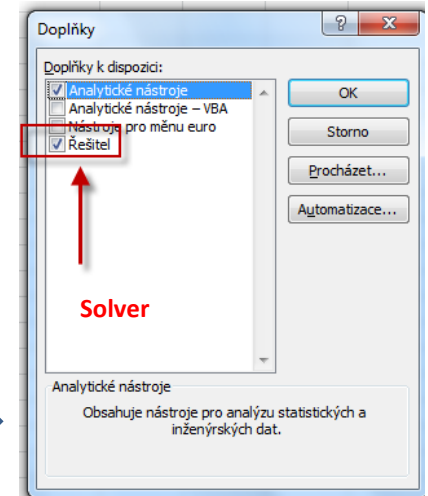 Doplňky
Doplňky k dispozici:
Analytické nástroje
Analytické nástroje – VBA
Nástroje pro měnu euro
Řešitel
OK
Storno
Procházet...
Automatizace...
Solver
Analytické nástroje
Obsahuje nástroje pro analýzu statistických a
inženýrských dat.